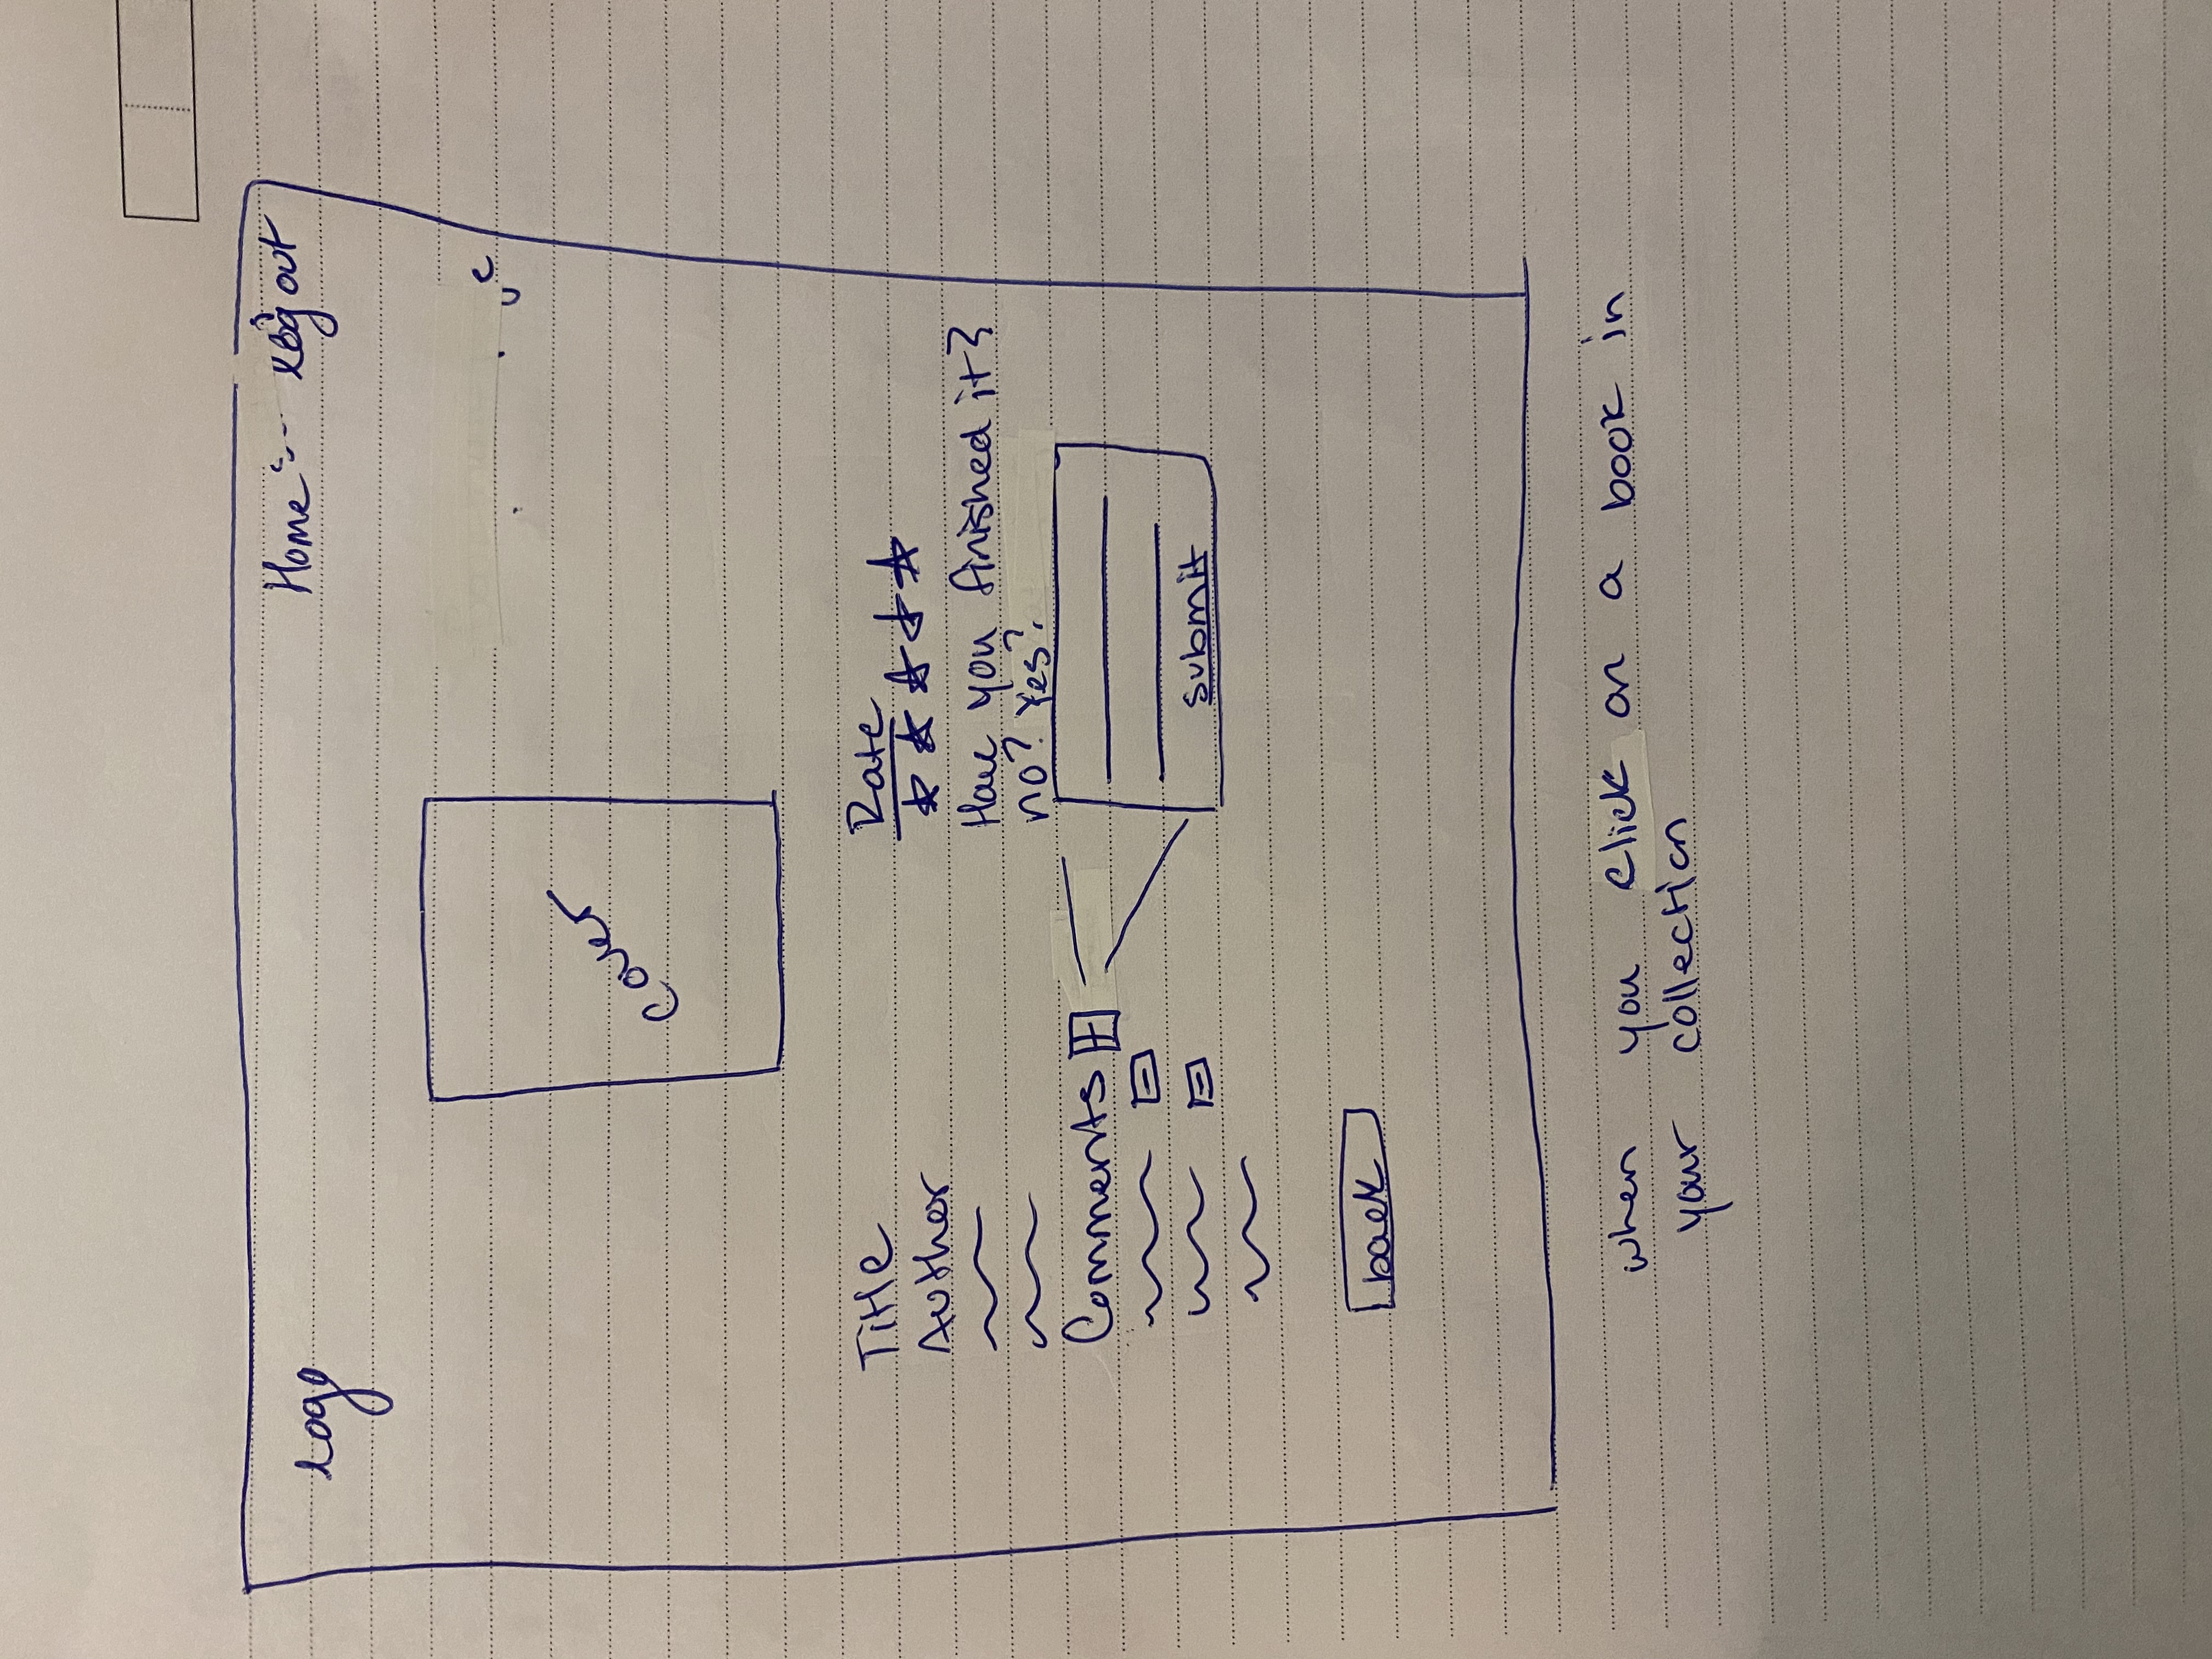 logo
Home --- log out
cover
Title
Author
Rate
Have you finished it?
no? Yes?
Comments +
-
-
submit
back
when you click on a book in
your collection